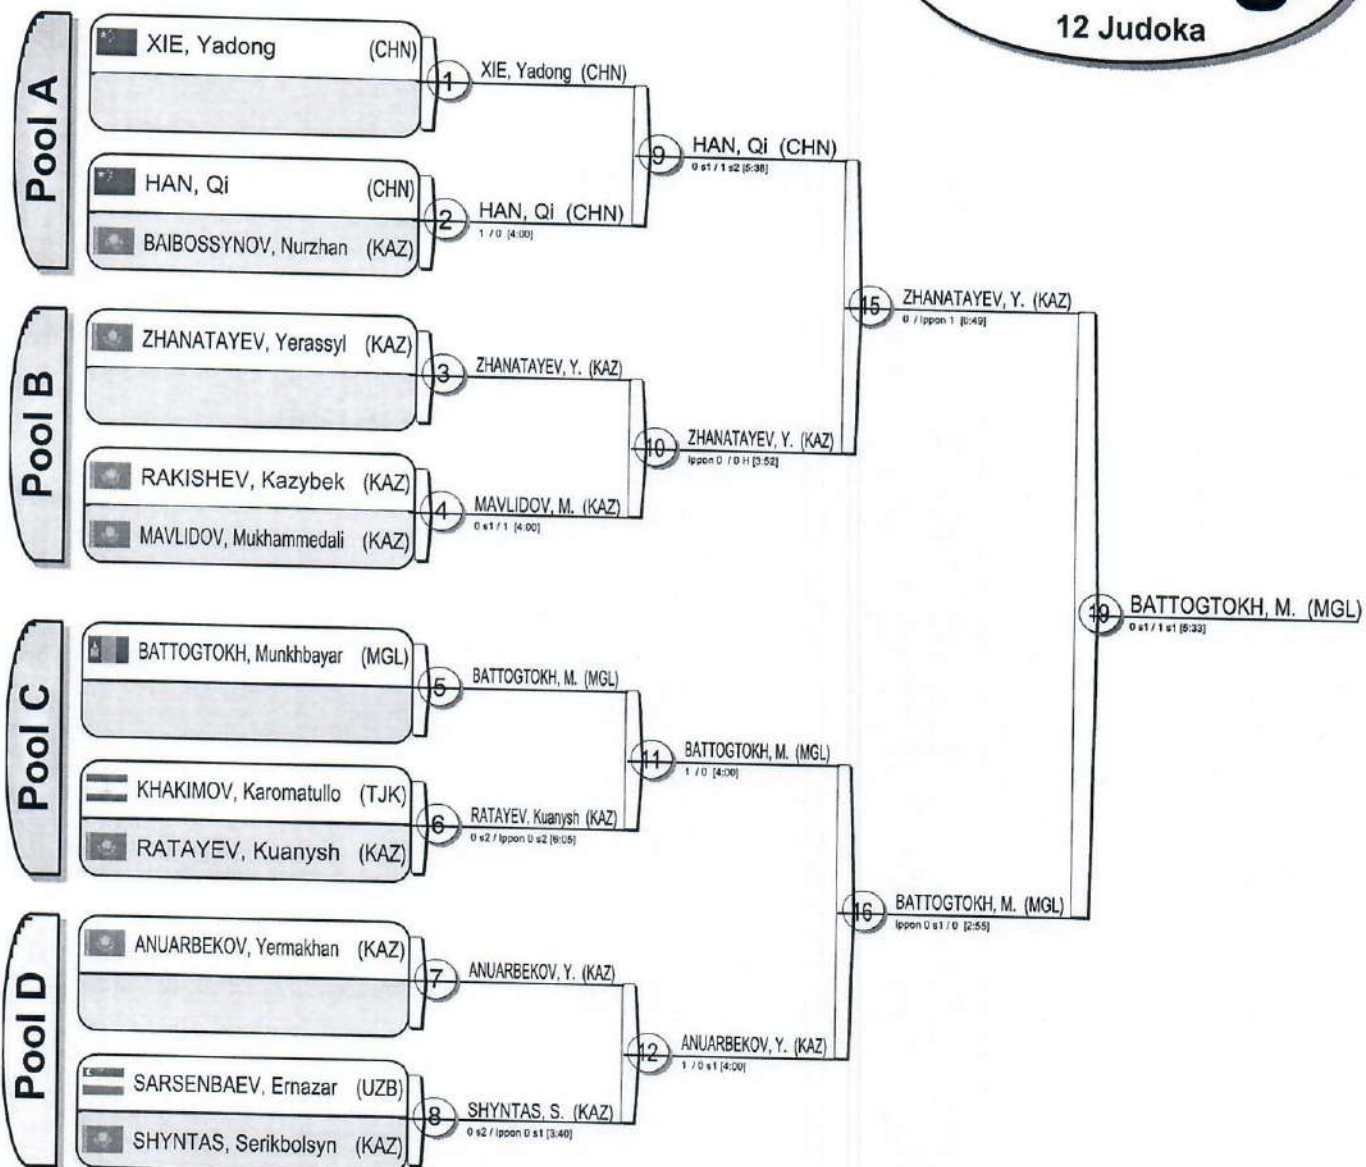 12 Judoka
Pool A
XIE, Yadong (CHN)
1
XIE, Yadong (CHN)
HAN, Qi (CHN)
BAIBOSSYNOV, Nurzhan (KAZ)
2
HAN, Qi (CHN)
1 / 0 [4:00]
9
HAN, Qi (CHN)
0 s1 / 1 s2 [5:38]
Pool B
ZHANATAYEV, Yerassyl (KAZ)
3
ZHANATAYEV, Y. (KAZ)
RAKISHEV, Kazybek (KAZ)
MAVLIDOV, Mukhammedali (KAZ)
4
MAVLIDOV, M. (KAZ)
0 s1 / 1 [4:00]
10
ZHANATAYEV, Y. (KAZ)
Ippon 0 / 0 H [3:52]
15
ZHANATAYEV, Y. (KAZ)
0 / Ippon 1 [0:49]
Pool C
BATTOGTOKH, Munkhbayar (MGL)
5
BATTOGTOKH, M. (MGL)
KHAKIMOV, Karomatullo (TJK)
RATAYEV, Kuanysh (KAZ)
6
RATAYEV, Kuanysh (KAZ)
0 s2 / Ippon 0 s2 [6:05]
11
BATTOGTOKH, M. (MGL)
1 / 0 [4:00]
Pool D
ANUARBEKOV, Yermakhan (KAZ)
7
ANUARBEKOV, Y. (KAZ)
SARSENBAEV, Ernazar (UZB)
SHYNTAS, Serikbolsyn (KAZ)
8
SHYNTAS, S. (KAZ)
0 s2 / Ippon 0 s1 [3:40]
12
ANUARBEKOV, Y. (KAZ)
1 / 0 s1 [4:00]
16
BATTOGTOKH, M. (MGL)
Ippon 0 s1 / 0 [2:55]
19
BATTOGTOKH, M. (MGL)
0 s1 / 1 s1 [5:33]